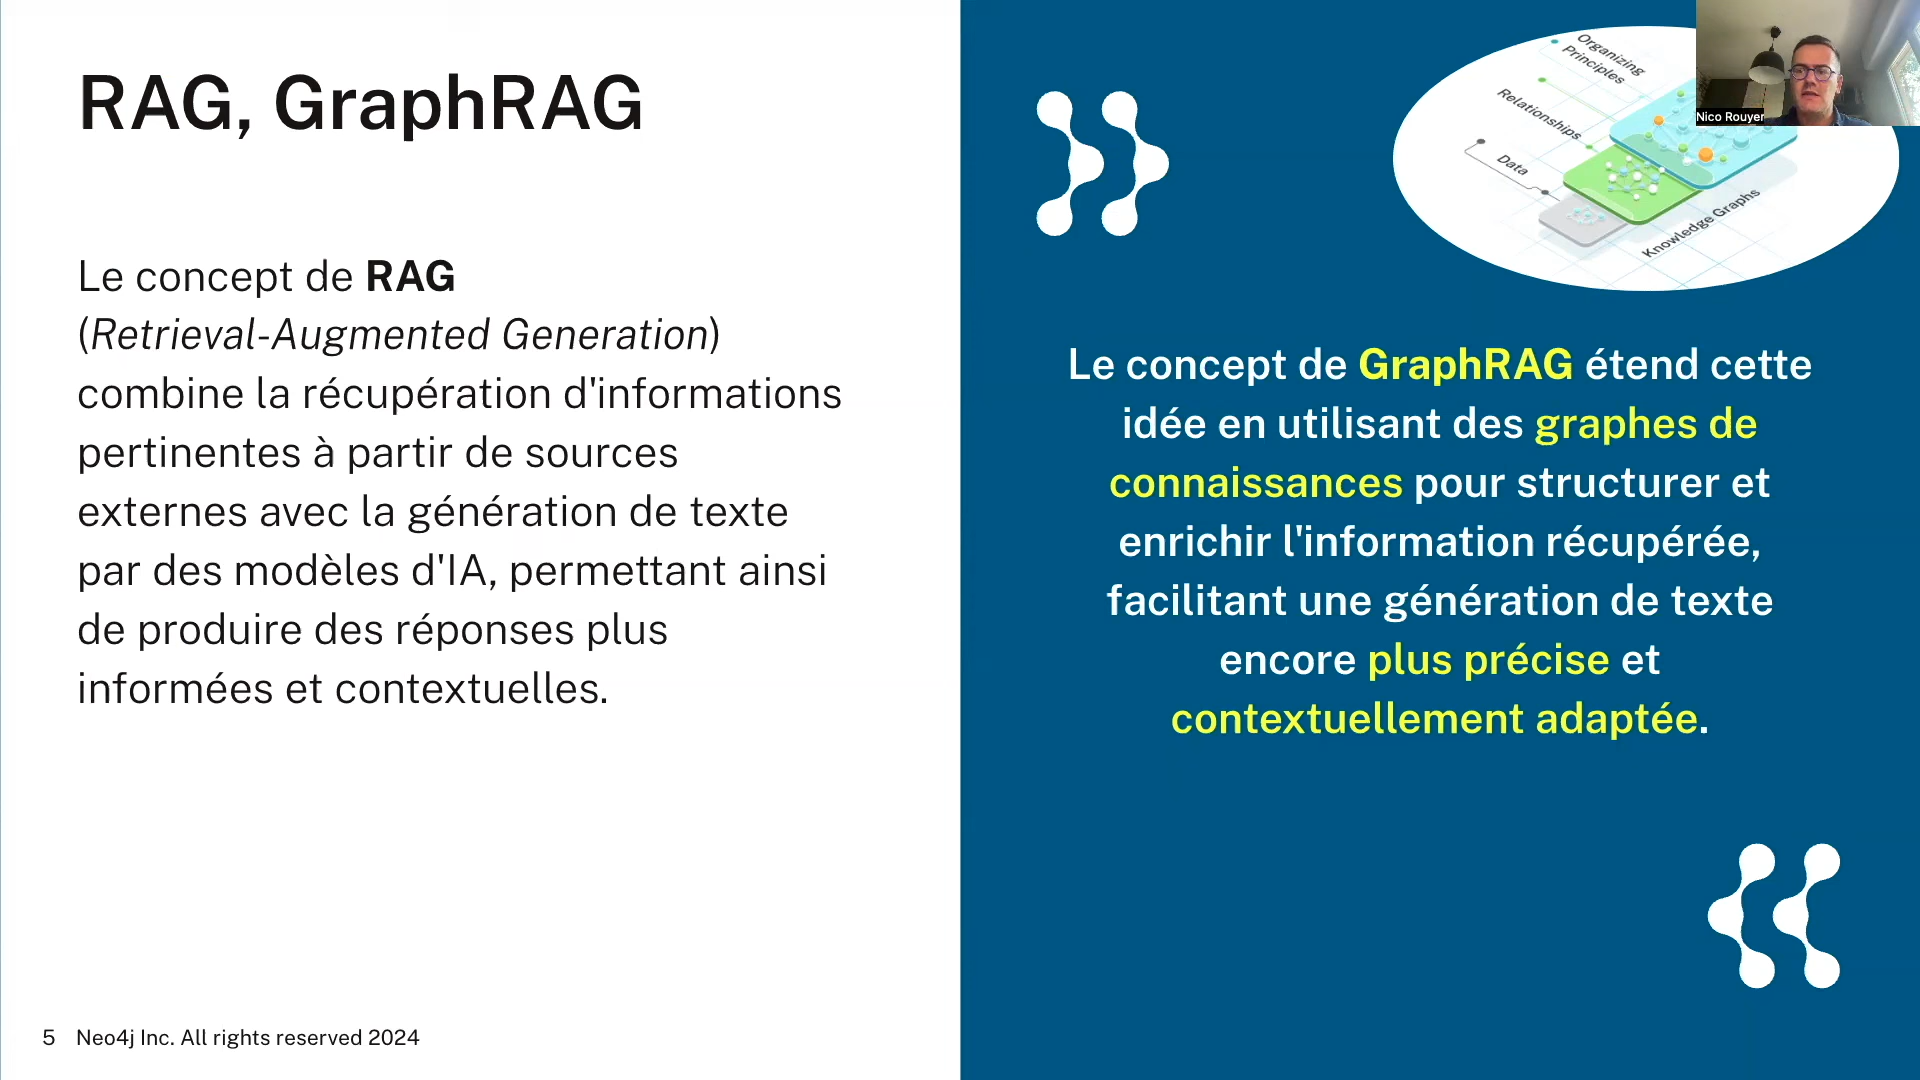 RAG, GraphRAG
Le concept de RAG
(Retrieval-Augmented Generation)
combine la récupération d'informations
pertinentes à partir de sources
externes avec la génération de texte
par des modèles d'IA, permettant ainsi
de produire des réponses plus
informées et contextuelles.
5 Neo4j Inc. All rights reserved 2024
Organizing
Principles
Relationships
Data
Knowledge Graphs
Nico Rouyer
Le concept de GraphRAG étend cette
idée en utilisant des graphes de
connaissances pour structurer et
enrichir l'information récupérée,
facilitant une génération de texte
encore plus précise et
contextuellement adaptée.